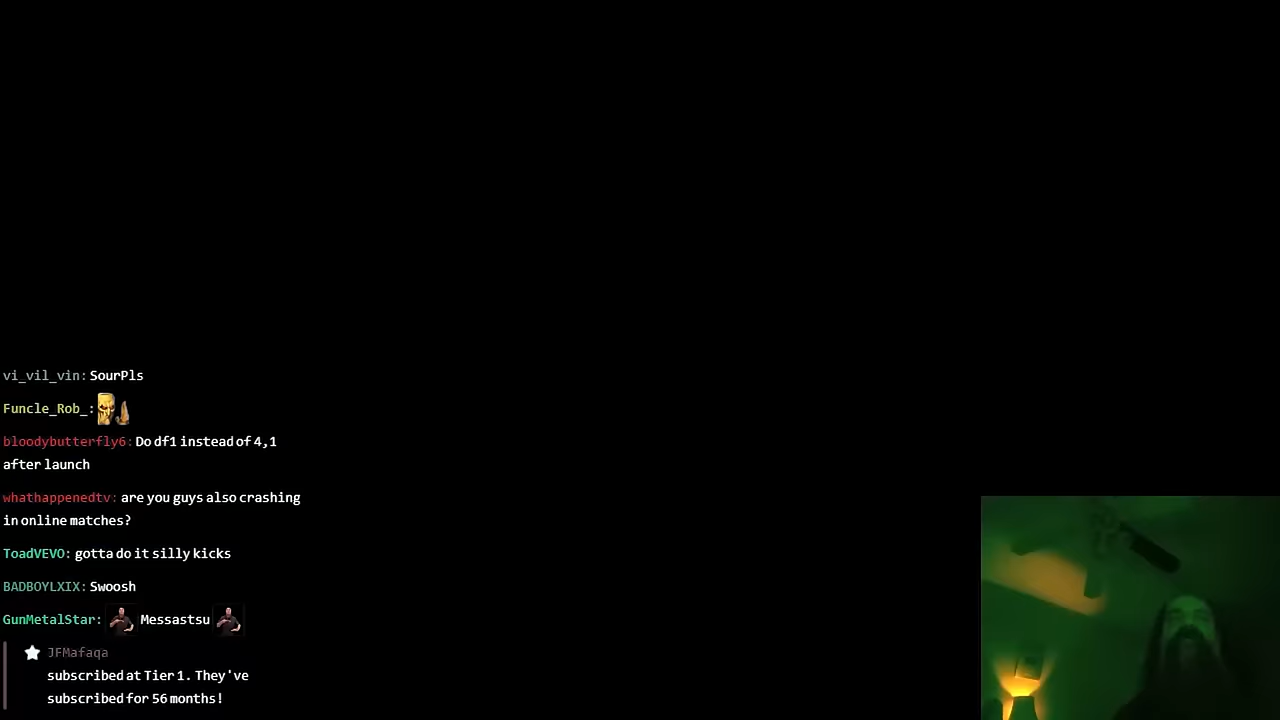 vi_vil_vin: SourPls
Funcle_Rob_:
bloodybutterfly6: Do df1 instead of 4,1
after launch
whathappenedtv: are you guys also crashing
in online matches?
ToadVEVO: gotta do it silly kicks
BADBOYLXIX: Swoosh
GunMetalStar: Messastsu
JFMafaqa
subscribed at Tier 1. They've
subscribed for 56 months!